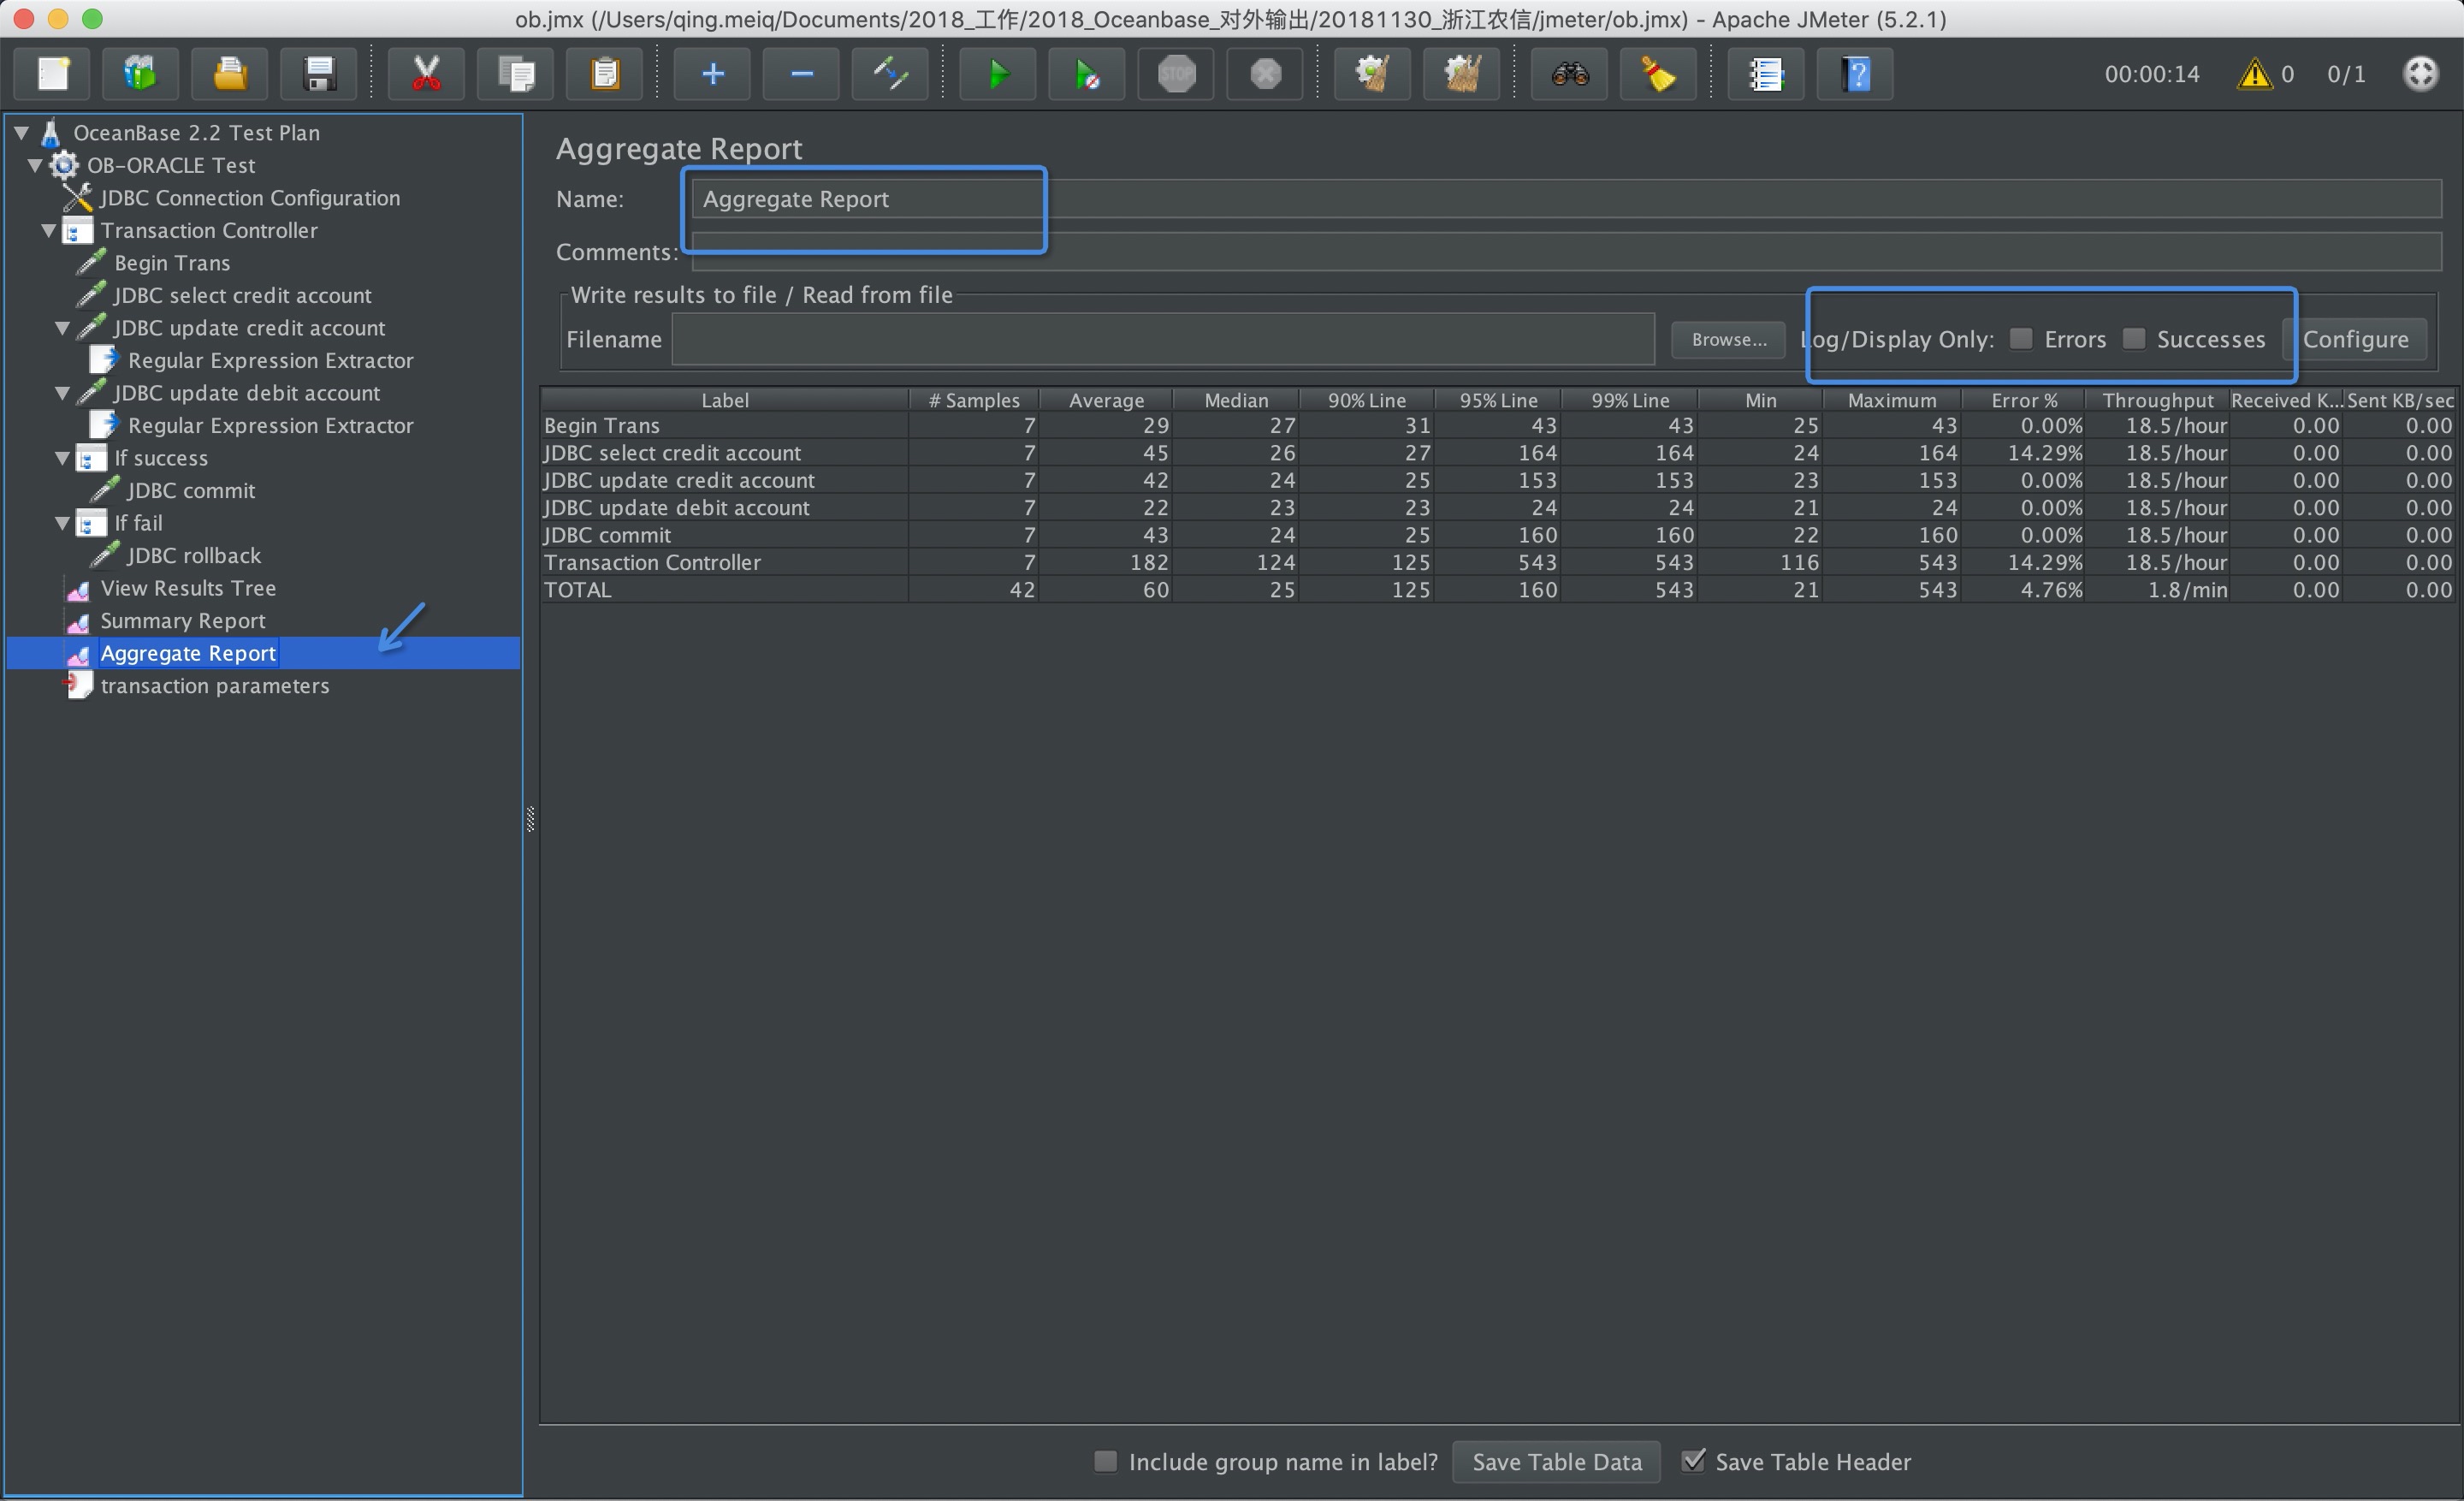 ob.jmx (/Users/qing.meiq/Documents/2018_工作/2018_Oceanbase_对外输出/20181130_浙江农信/jmeter/ob.jmx) - Apache JMeter (5.2.1)
STOP
?
00:00:14 0 0/1
OceanBase 2.2 Test Plan
OB-ORACLE Test
JDBC Connection Configuration
Transaction Controller
Begin Trans
JDBC select credit account
JDBC update credit account
Regular Expression Extractor
JDBC update debit account
Regular Expression Extractor
If success
JDBC commit
If fail
JDBC rollback
View Results Tree
Summary Report
Aggregate Report
transaction parameters
Aggregate Report
Name: Aggregate Report
Comments:
Write results to file / Read from file
Filename Browse... Log/Display Only: Errors Successes Configure
Label # Samples Average Median 90% Line 95% Line 99% Line Min Maximum Error % Throughput Received K... Sent KB/sec
Begin Trans 7 29 27 31 43 43 25 43 0.00% 18.5/hour 0.00 0.00
JDBC select credit account 7 45 26 27 164 164 24 164 14.29% 18.5/hour 0.00 0.00
JDBC update credit account 7 42 24 25 153 153 23 153 0.00% 18.5/hour 0.00 0.00
JDBC update debit account 7 22 23 23 24 24 21 24 0.00% 18.5/hour 0.00 0.00
JDBC commit 7 43 24 25 160 160 22 160 0.00% 18.5/hour 0.00 0.00
Transaction Controller 7 182 124 125 543 543 116 543 14.29% 18.5/hour 0.00 0.00
TOTAL 42 60 25 125 160 543 21 543 4.76% 1.8/min 0.00 0.00
Include group name in label? Save Table Data Save Table Header